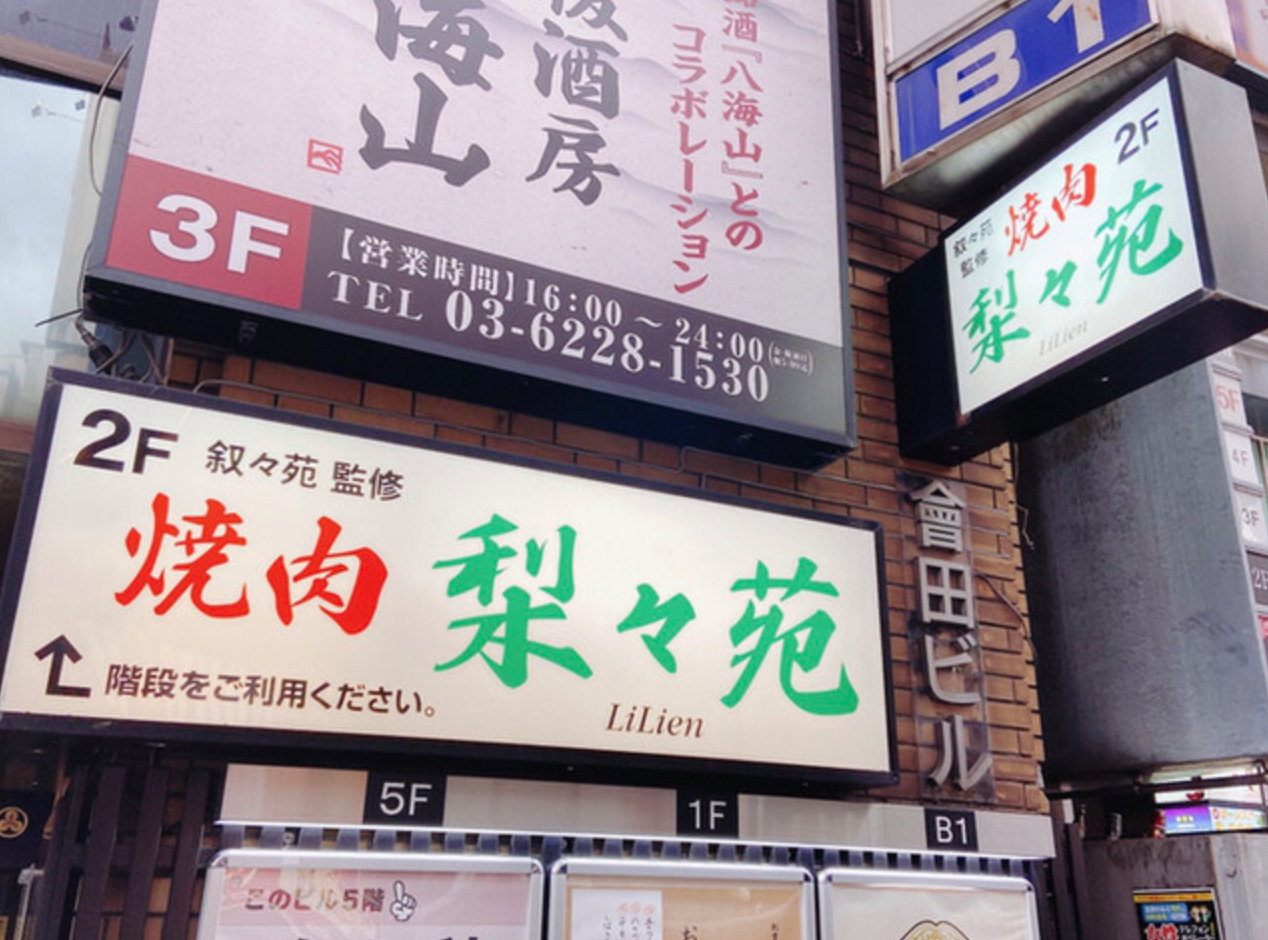 酒房
海山
『八海山』との
コラボレーション
3F
【営業時間】16:00 ～ 24:00
TEL 03-6228-1530
B1
2F
叙々苑
監修
焼肉
梨々苑
LiLien
2F 叙々苑 監修
焼肉 梨々苑
階段をご利用ください。
LiLien
會田ビル
5F
4F
3F
5F
1F
B1
このビル5階